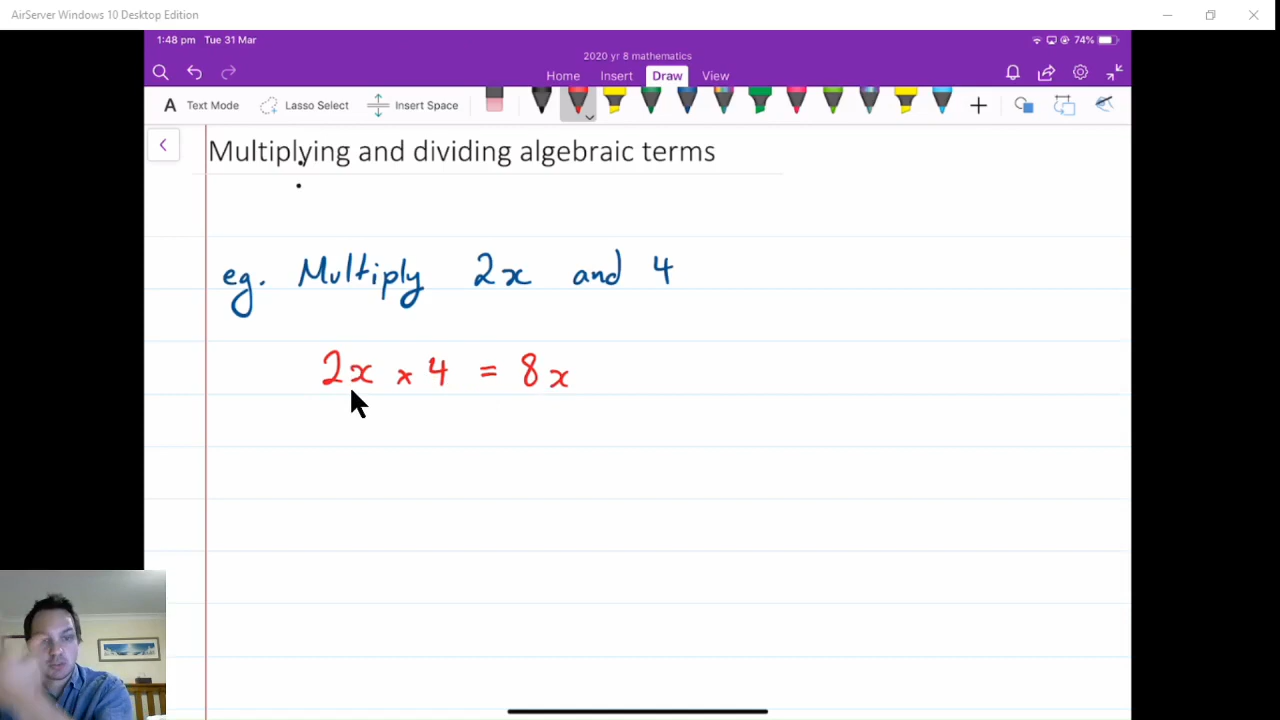 AirServer Windows 10 Desktop Edition
1:48 pm Tue 31 Mar 74%
2020 yr 8 mathematics
Home Insert Draw View
A Text Mode Lasso Select Insert Space
Multiplying and dividing algebraic terms
eg. Multiply 2x and 4
2x × 4 = 8x